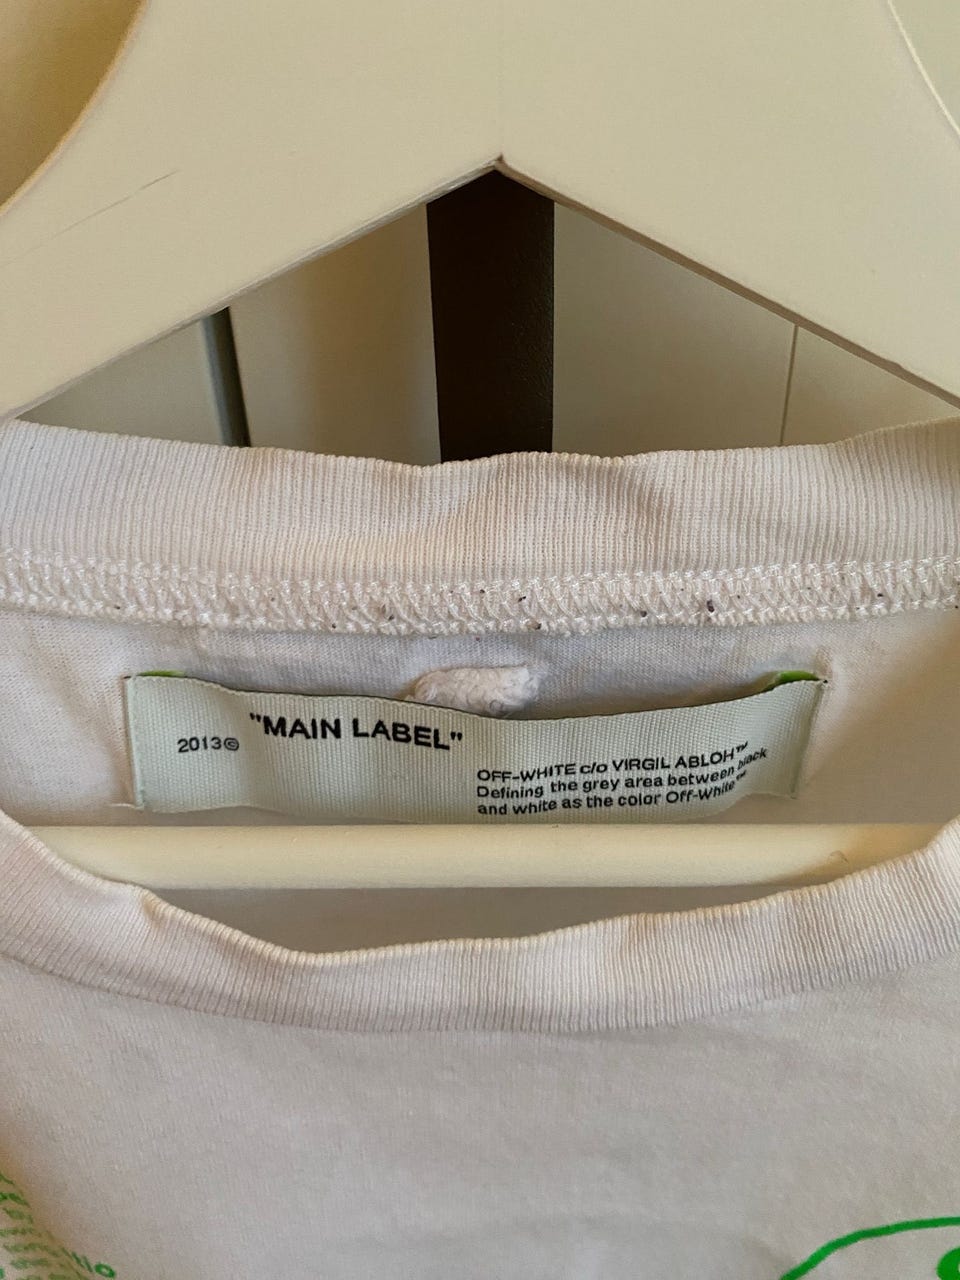 2013© "MAIN LABEL"
OFF-WHITE c/o VIRGIL ABLOH™
Defining the grey area between black
and white as the color Off-White™